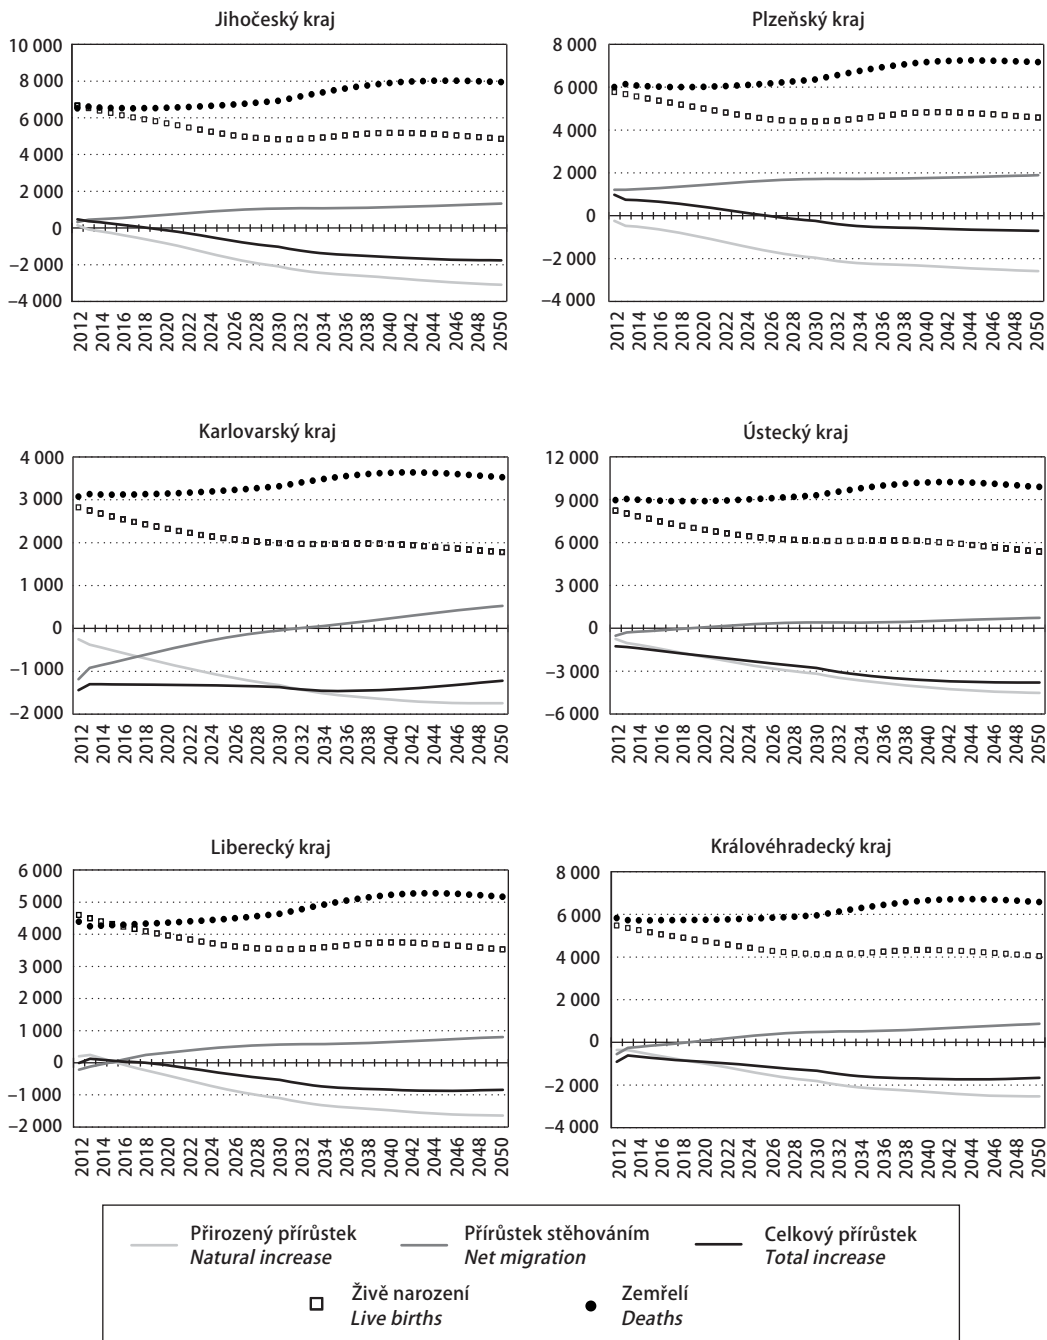 Jihočeský kraj
10 000
8 000
6 000
4 000
2 000
0
–2 000
–4 000
2012 2014 2016 2018 2020 2022 2024 2026 2028 2030 2032 2034 2036 2038 2040 2042 2044 2046 2048 2050
Plzeňský kraj
8 000
6 000
4 000
2 000
0
–2 000
–4 000
2012 2014 2016 2018 2020 2022 2024 2026 2028 2030 2032 2034 2036 2038 2040 2042 2044 2046 2048 2050
Karlovarský kraj
4 000
3 000
2 000
1 000
0
–1 000
–2 000
2012 2014 2016 2018 2020 2022 2024 2026 2028 2030 2032 2034 2036 2038 2040 2042 2044 2046 2048 2050
Ústecký kraj
12 000
9 000
6 000
3 000
0
–3 000
–6 000
2012 2014 2016 2018 2020 2022 2024 2026 2028 2030 2032 2034 2036 2038 2040 2042 2044 2046 2048 2050
Liberecký kraj
6 000
5 000
4 000
3 000
2 000
1 000
0
–1 000
–2 000
2012 2014 2016 2018 2020 2022 2024 2026 2028 2030 2032 2034 2036 2038 2040 2042 2044 2046 2048 2050
Královéhradecký kraj
8 000
6 000
4 000
2 000
0
–2 000
–4 000
2012 2014 2016 2018 2020 2022 2024 2026 2028 2030 2032 2034 2036 2038 2040 2042 2044 2046 2048 2050
Přirozený přírůstek
Natural increase
Přírůstek stěhováním
Net migration
Celkový přírůstek
Total increase
Živě narození
Live births
Zemřelí
Deaths